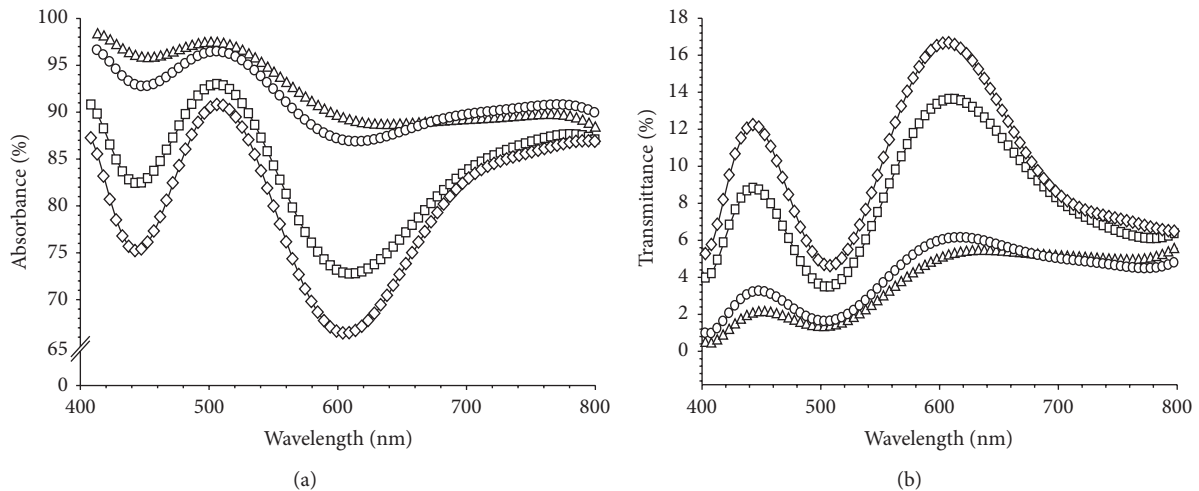 100
95
90
85
80
75
70
65
0
Absorbance (%)
400 500 600 700 800
Wavelength (nm)
(a)
18
16
14
12
10
8
6
4
2
0
Transmittance (%)
400 500 600 700 800
Wavelength (nm)
(b)